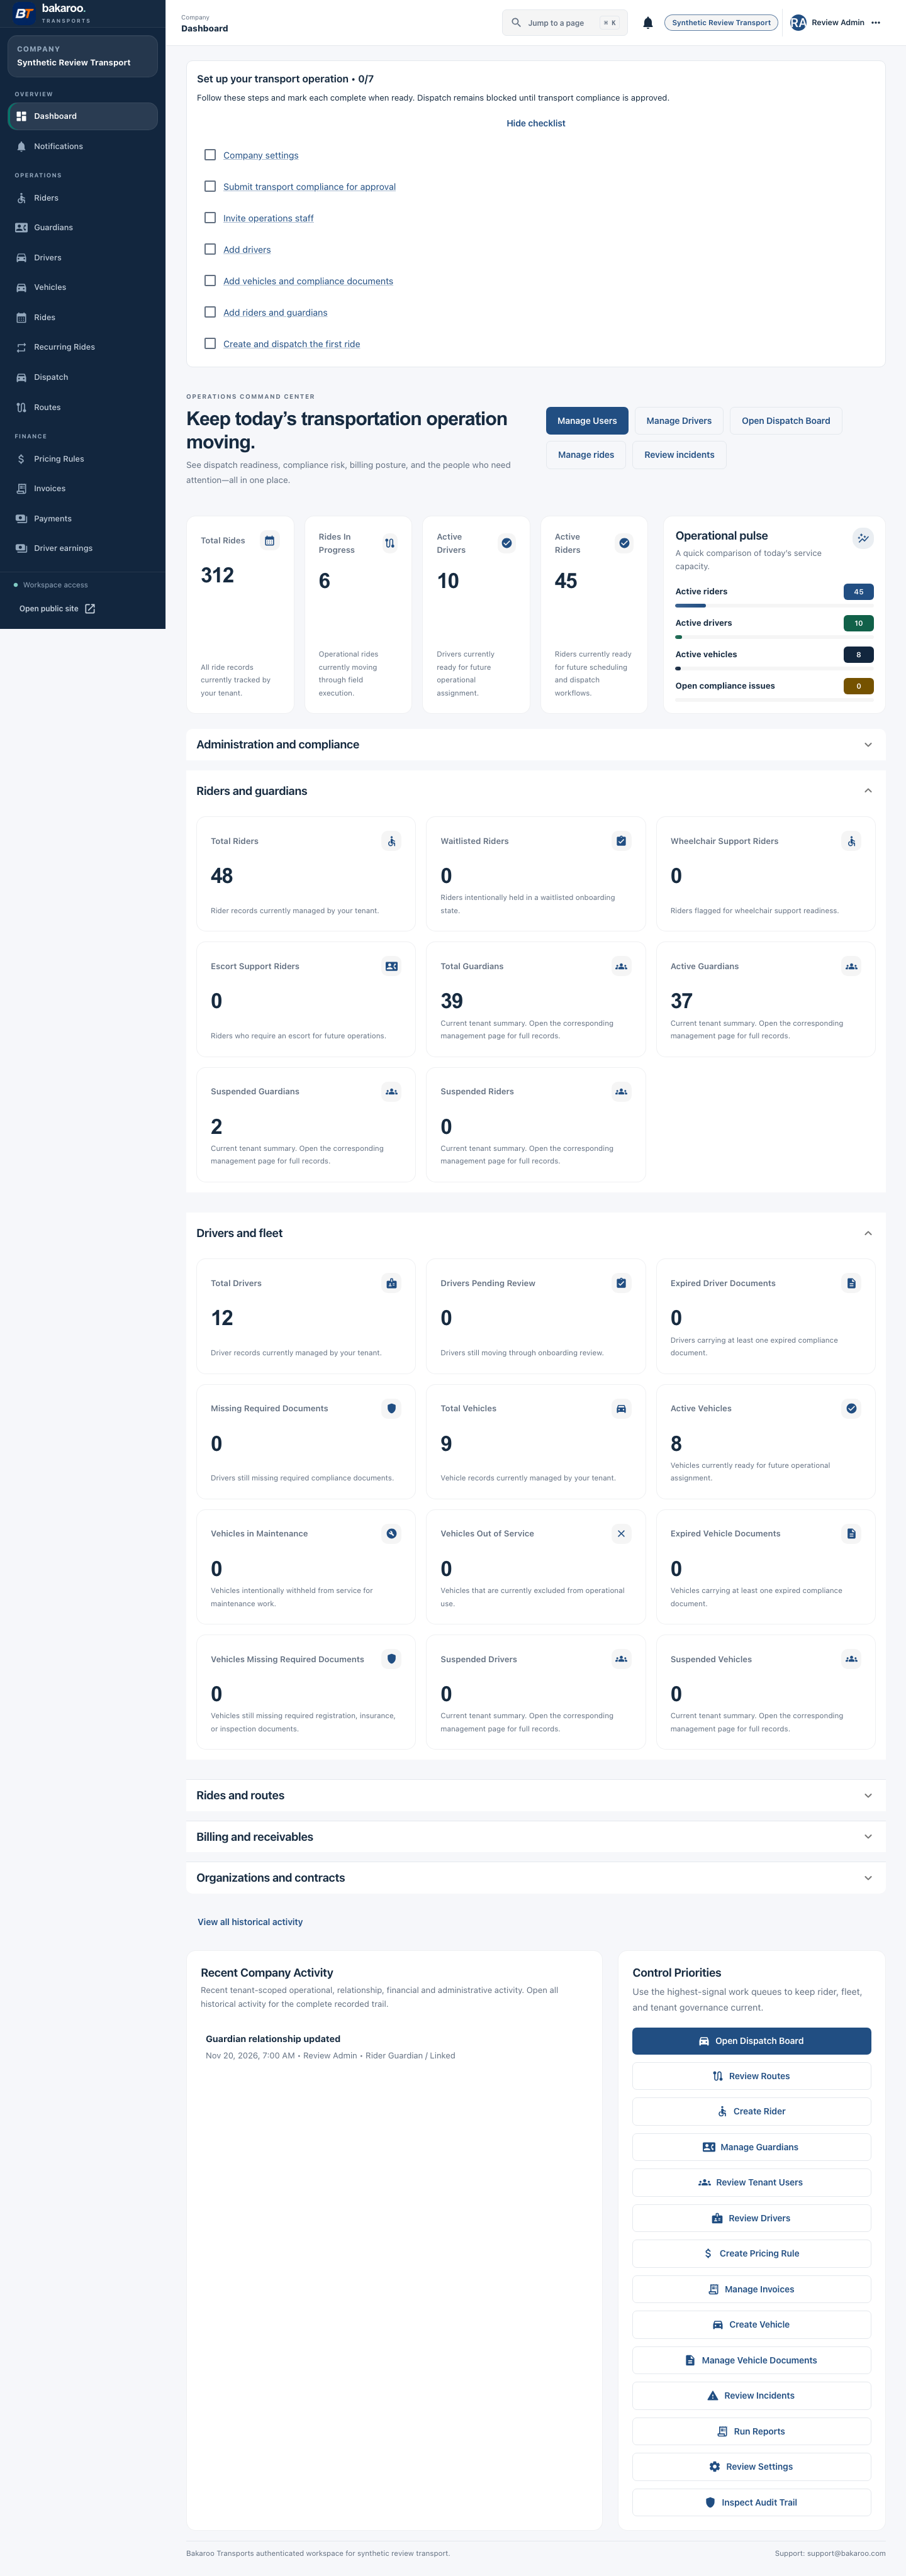 bakaroo.
TRANSPORTS
COMPANY
Synthetic Review Transport
OVERVIEW
Dashboard
Notifications
OPERATIONS
Riders
Guardians
Drivers
Vehicles
Rides
Recurring Rides
Dispatch
Routes
FINANCE
Pricing Rules
Invoices
Payments
Driver earnings
Workspace access
Open public site
Company
Dashboard
Jump to a page
⌘ K
Synthetic Review Transport
RA
Review Admin
Set up your transport operation • 0/7
Follow these steps and mark each complete when ready. Dispatch remains blocked until transport compliance is approved.
Hide checklist
Company settings
Submit transport compliance for approval
Invite operations staff
Add drivers
Add vehicles and compliance documents
Add riders and guardians
Create and dispatch the first ride
OPERATIONS COMMAND CENTER
Keep today's transportation operation
moving.
See dispatch readiness, compliance risk, billing posture, and the people who need
attention—all in one place.
Manage Users
Manage Drivers
Open Dispatch Board
Manage rides
Review incidents
Total Rides
312
All ride records
currently tracked by
your tenant.
Rides In
Progress
6
Operational rides
currently moving
through field
execution.
Active
Drivers
10
Drivers currently
ready for future
operational
assignment.
Active
Riders
45
Riders currently ready
for future scheduling
and dispatch
workflows.
Operational pulse
A quick comparison of today's service
capacity.
Active riders
45
Active drivers
10
Active vehicles
8
Open compliance issues
0
Administration and compliance
Riders and guardians
Total Riders
48
Rider records currently managed by your tenant.
Waitlisted Riders
0
Riders intentionally held in a waitlisted onboarding
state.
Wheelchair Support Riders
0
Riders flagged for wheelchair support readiness.
Escort Support Riders
0
Riders who require an escort for future operations.
Total Guardians
39
Current tenant summary. Open the corresponding
management page for full records.
Active Guardians
37
Current tenant summary. Open the corresponding
management page for full records.
Suspended Guardians
2
Current tenant summary. Open the corresponding
management page for full records.
Suspended Riders
0
Current tenant summary. Open the corresponding
management page for full records.
Drivers and fleet
Total Drivers
12
Driver records currently managed by your tenant.
Drivers Pending Review
0
Drivers still moving through onboarding review.
Expired Driver Documents
0
Drivers carrying at least one expired compliance
document.
Missing Required Documents
0
Drivers still missing required compliance documents.
Total Vehicles
9
Vehicle records currently managed by your tenant.
Active Vehicles
8
Vehicles currently ready for future operational
assignment.
Vehicles in Maintenance
0
Vehicles intentionally withheld from service for
maintenance work.
Vehicles Out of Service
0
Vehicles that are currently excluded from operational
use.
Expired Vehicle Documents
0
Vehicles carrying at least one expired compliance
document.
Vehicles Missing Required Documents
0
Vehicles still missing required registration, insurance,
or inspection documents.
Suspended Drivers
0
Current tenant summary. Open the corresponding
management page for full records.
Suspended Vehicles
0
Current tenant summary. Open the corresponding
management page for full records.
Rides and routes
Billing and receivables
Organizations and contracts
View all historical activity
Recent Company Activity
Recent tenant-scoped operational, relationship, financial and administrative activity. Open all
historical activity for the complete recorded trail.
Guardian relationship updated
Nov 20, 2026, 7:00 AM • Review Admin • Rider Guardian / Linked
Control Priorities
Use the highest-signal work queues to keep rider, fleet,
and tenant governance current.
Open Dispatch Board
Review Routes
Create Rider
Manage Guardians
Review Tenant Users
Review Drivers
Create Pricing Rule
Manage Invoices
Create Vehicle
Manage Vehicle Documents
Review Incidents
Run Reports
Review Settings
Inspect Audit Trail
Bakaroo Transports authenticated workspace for synthetic review transport.
Support: support@bakaroo.com